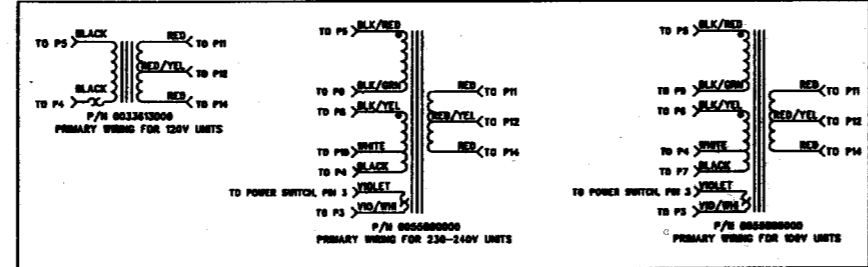 TO P5 BLACK
RED TO P11
RED/YEL TO P12
TO P4 BLACK
RED TO P14
P/N 0033613000
PRIMARY WIRING FOR 120V UNITS
TO P5 BLK/RED
TO P9 BLK/GRN
TO P6 BLK/YEL
TO P10 WHITE
TO P4 BLACK
TO POWER SWITCH, PIN 3 VIOLET
TO P3 VIO/WHI
RED TO P11
RED/YEL TO P12
RED TO P14
P/N
PRIMARY WIRING FOR 230-240V UNITS
TO P5 BLK/RED
TO P9 BLK/GRN
TO P6 BLK/YEL
TO P4 WHITE
TO P7 BLACK
TO POWER SWITCH, PIN 3 VIOLET
TO P3 VIO/WHI
RED TO P11
RED/YEL TO P12
RED TO P14
P/N
PRIMARY WIRING FOR 100V UNITS